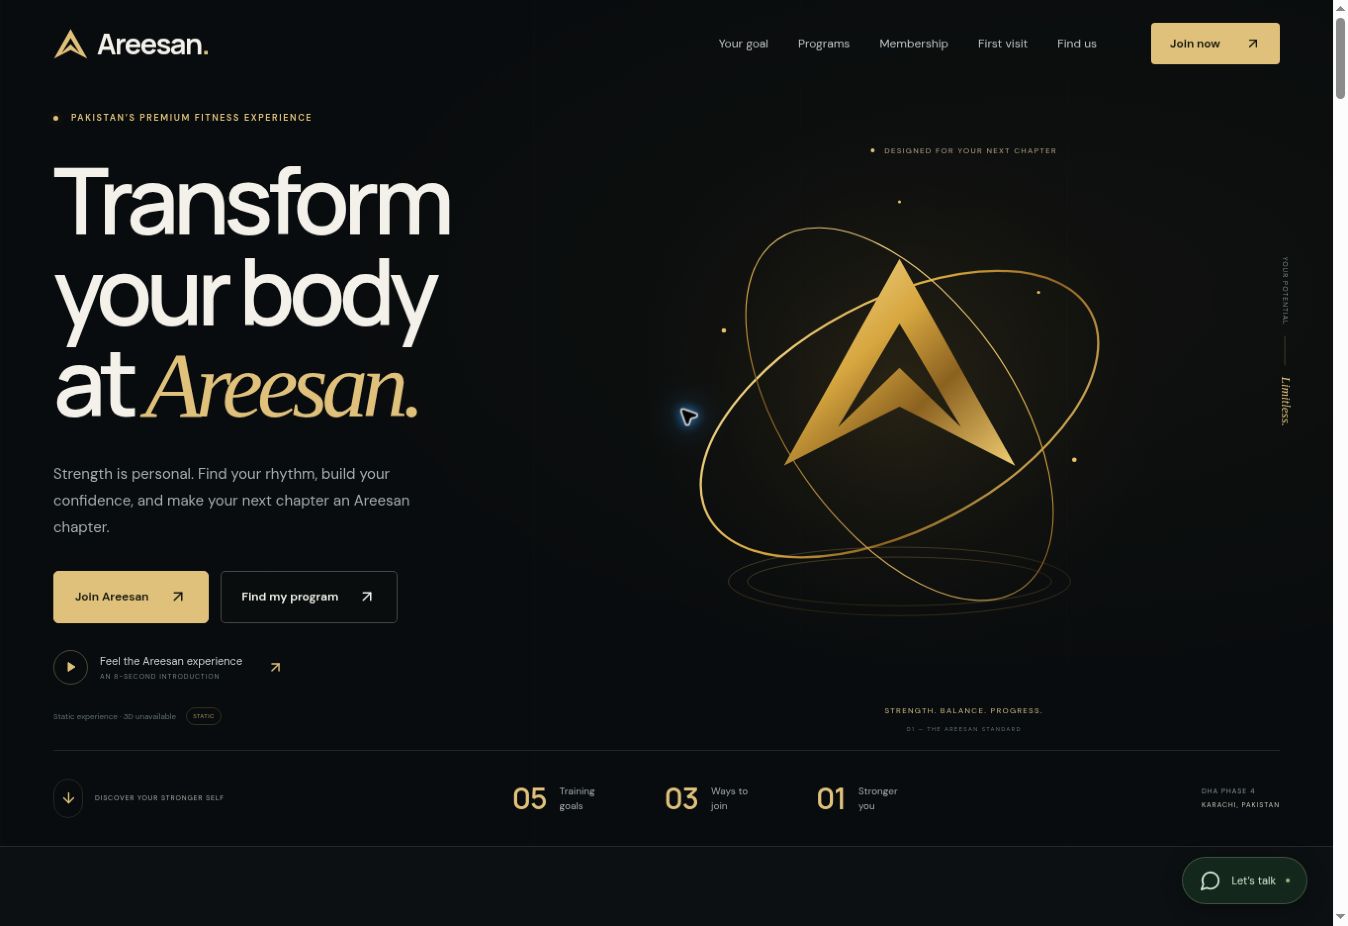 Areesan.
Your goal
Programs
Membership
First visit
Find us
Join now
PAKISTAN'S PREMIUM FITNESS EXPERIENCE
Transform
your body
at Areesan.
Strength is personal. Find your rhythm, build your
confidence, and make your next chapter an Areesan
chapter.
Join Areesan
Find my program
Feel the Areesan experience
AN 8-SECOND INTRODUCTION
Static experience · 3D unavailable
STATIC
DESIGNED FOR YOUR NEXT CHAPTER
YOUR POTENTIAL
Limitless.
STRENGTH. BALANCE. PROGRESS.
01 — THE AREESAN STANDARD
DISCOVER YOUR STRONGER SELF
05 Training
goals
03 Ways to
join
01 Stronger
you
DHA PHASE 4
KARACHI, PAKISTAN
Let's talk